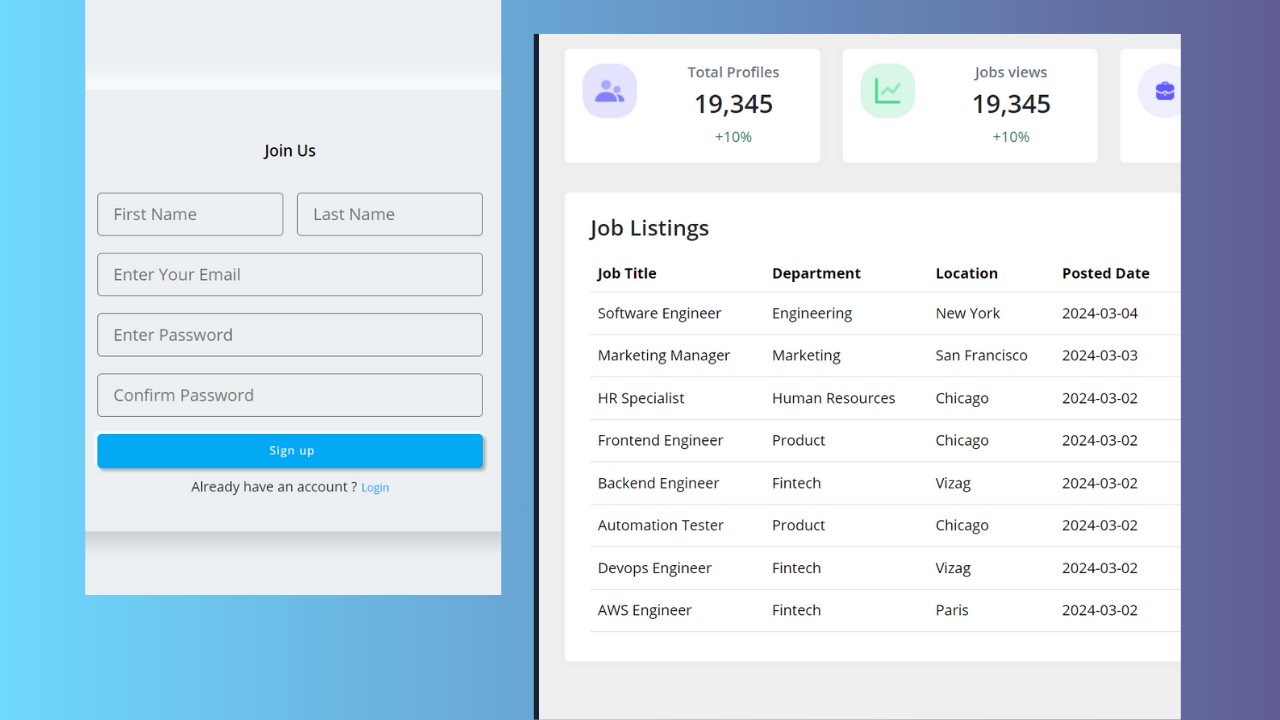 Join Us
First Name Last Name
Enter Your Email
Enter Password
Confirm Password
Sign up
Already have an account ? Login
Total Profiles
19,345
+10%
Jobs views
19,345
+10%
Job Listings
Job Title Department Location Posted Date
Software Engineer Engineering New York 2024-03-04
Marketing Manager Marketing San Francisco 2024-03-03
HR Specialist Human Resources Chicago 2024-03-02
Frontend Engineer Product Chicago 2024-03-02
Backend Engineer Fintech Vizag 2024-03-02
Automation Tester Product Chicago 2024-03-02
Devops Engineer Fintech Vizag 2024-03-02
AWS Engineer Fintech Paris 2024-03-02